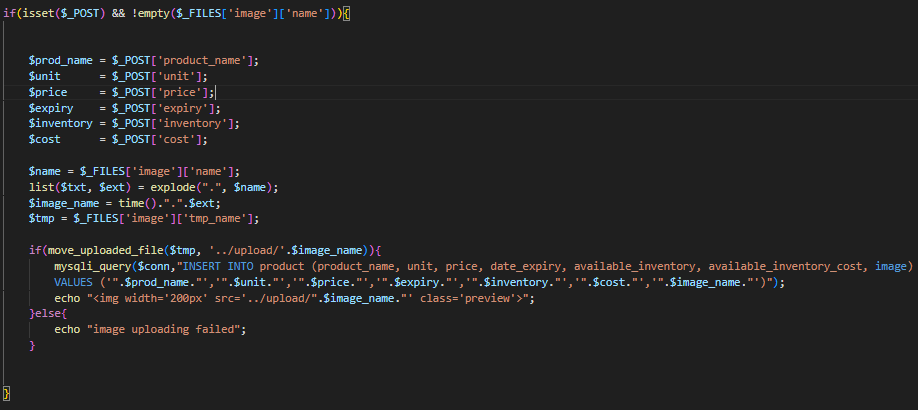 if(isset($_POST) && !empty($_FILES['image']['name'])){
$prod_name = $_POST['product_name'];
$unit      = $_POST['unit'];
$price     = $_POST['price'];
$expiry    = $_POST['expiry'];
$inventory = $_POST['inventory'];
$cost      = $_POST['cost'];
$name = $_FILES['image']['name'];
list($txt, $ext) = explode(".", $name);
$image_name = time().".".$ext;
$tmp = $_FILES['image']['tmp_name'];
if(move_uploaded_file($tmp, '../upload/'.$image_name)){
mysqli_query($conn,"INSERT INTO product (product_name, unit, price, date_expiry, available_inventory, available_inventory_cost, image)
VALUES ('".$prod_name."','".$unit."','".$price."','".$expiry."','".$inventory."','".$cost."','".$image_name."')");
echo "<img width='200px' src='../upload/".$image_name."' class='preview'>";
}else{
echo "image uploading failed";
}
}